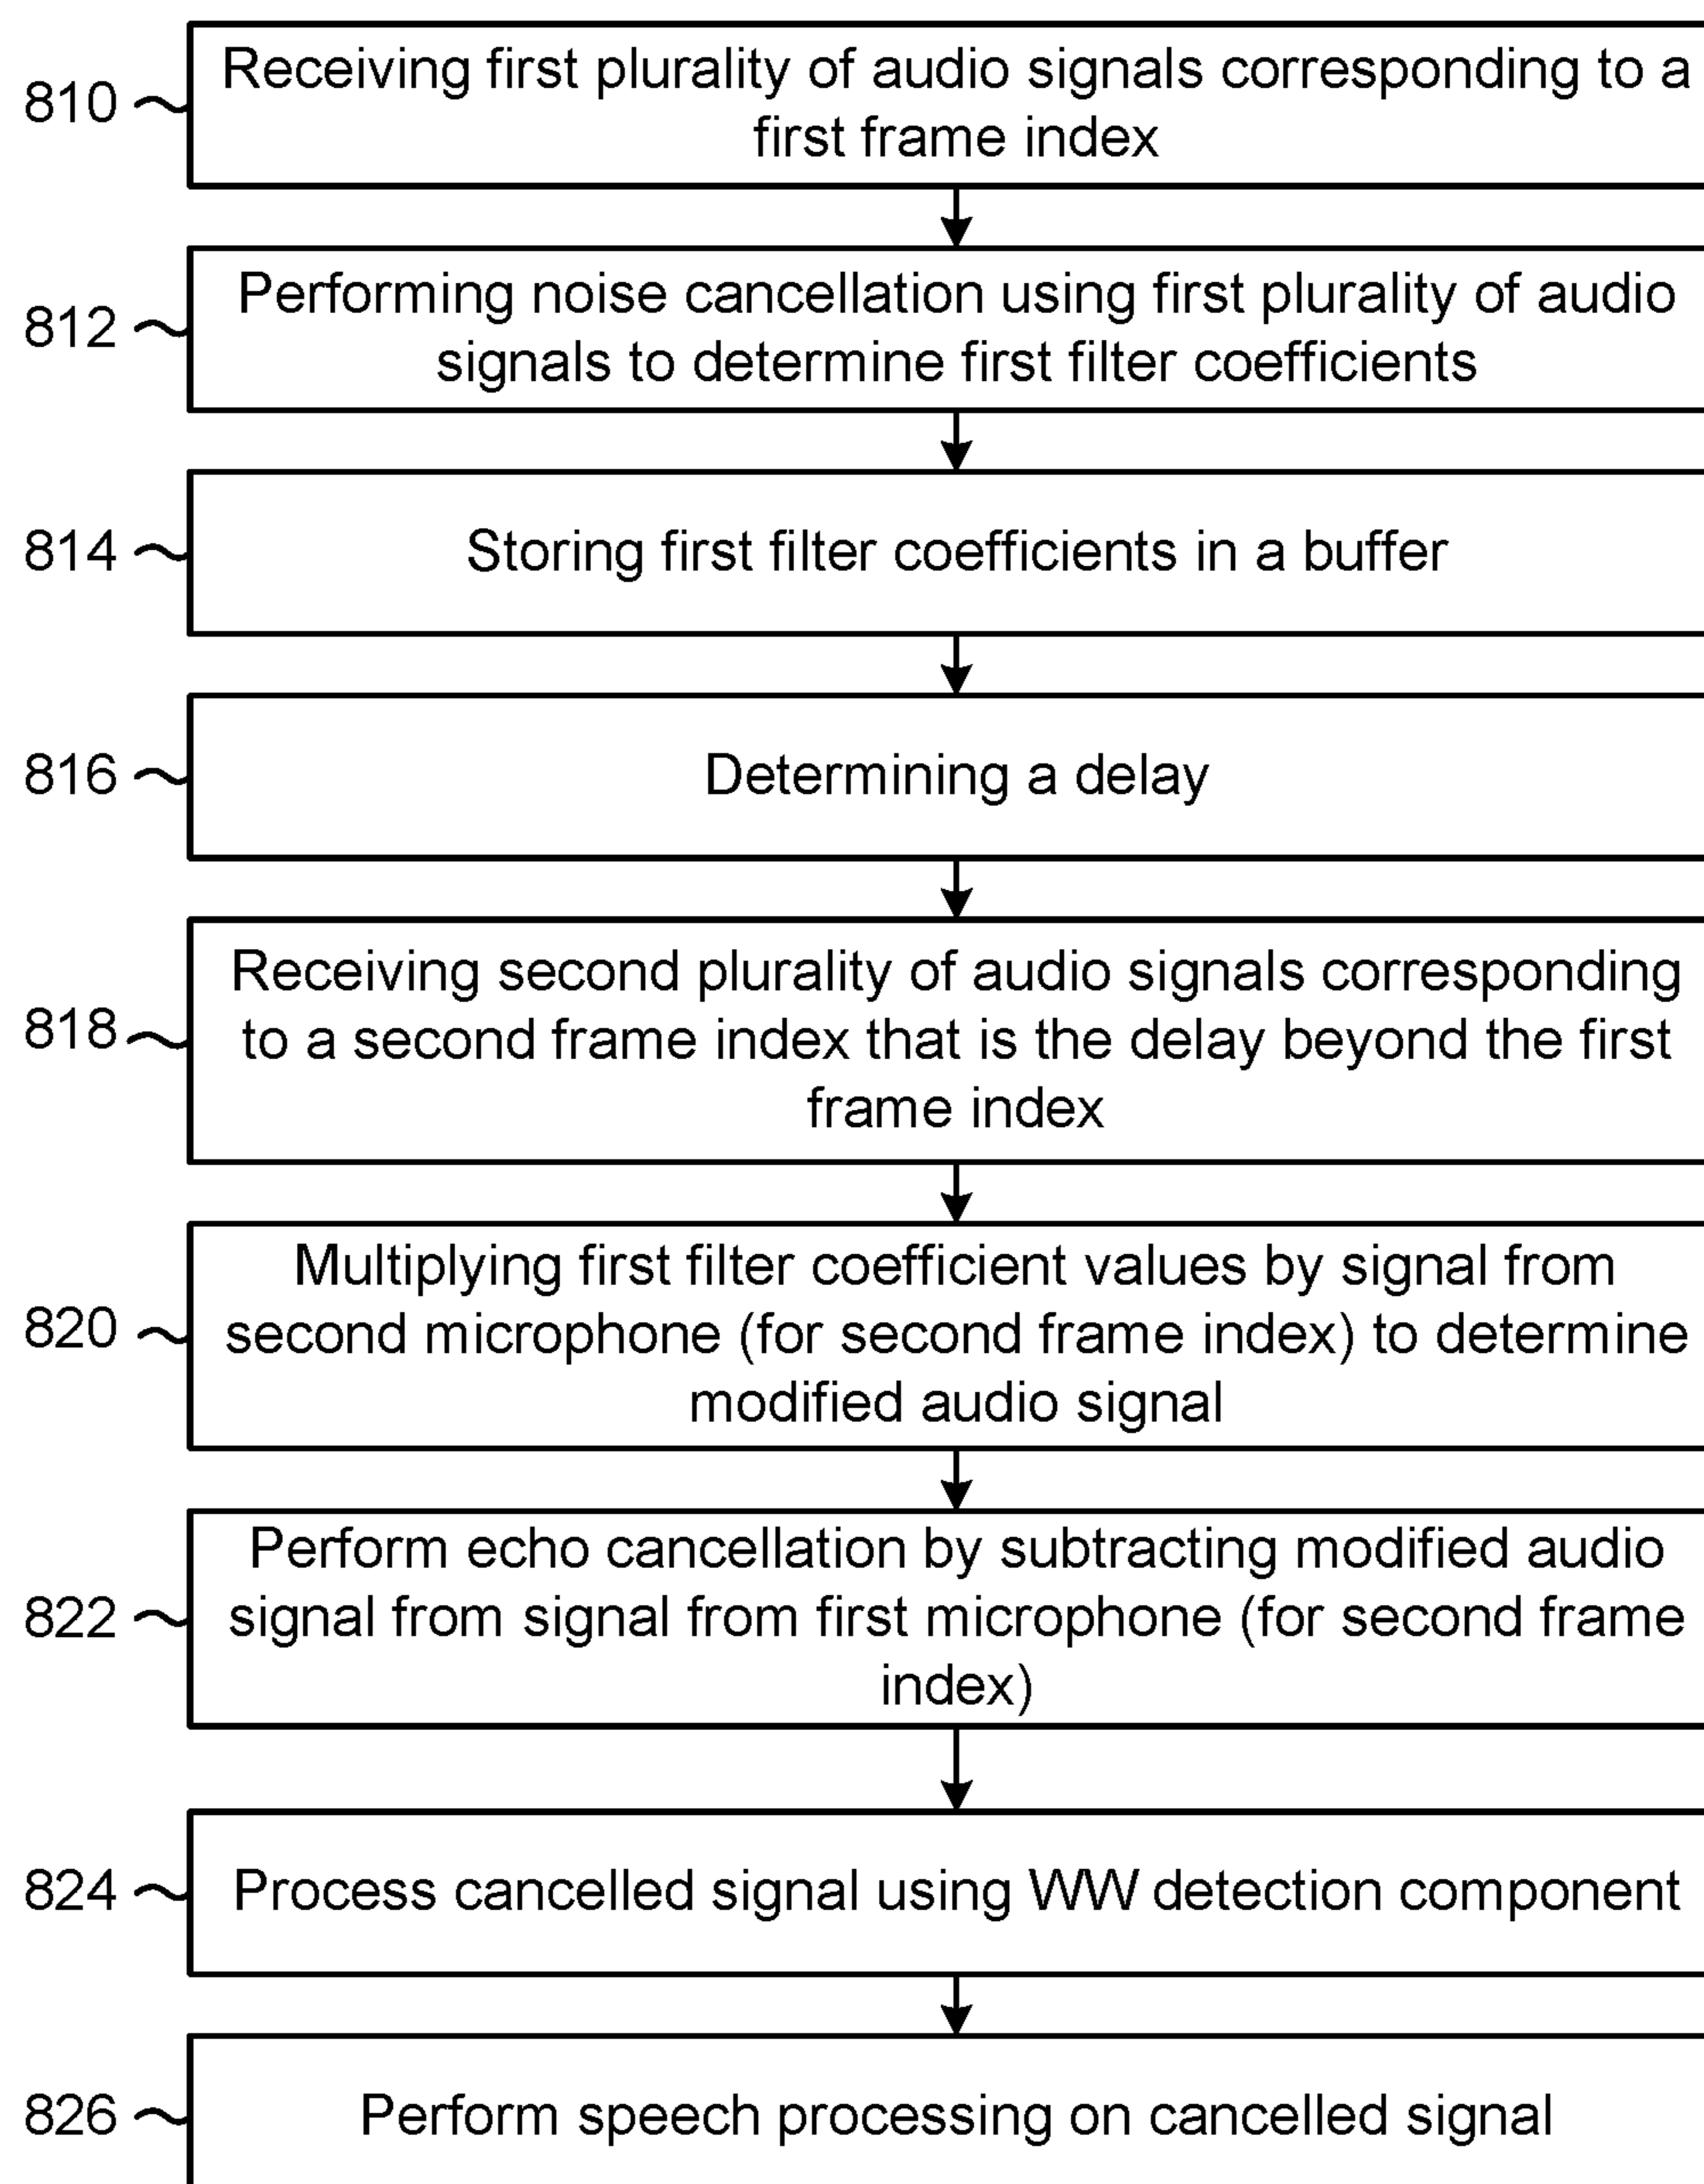 810
Receiving first plurality of audio signals corresponding to a
first frame index
812
Performing noise cancellation using first plurality of audio
signals to determine first filter coefficients
814
Storing first filter coefficients in a buffer
816
Determining a delay
818
Receiving second plurality of audio signals corresponding
to a second frame index that is the delay beyond the first
frame index
820
Multiplying first filter coefficient values by signal from
second microphone (for second frame index) to determine
modified audio signal
822
Perform echo cancellation by subtracting modified audio
signal from signal from first microphone (for second frame
index)
824
Process cancelled signal using WW detection component
826
Perform speech processing on cancelled signal